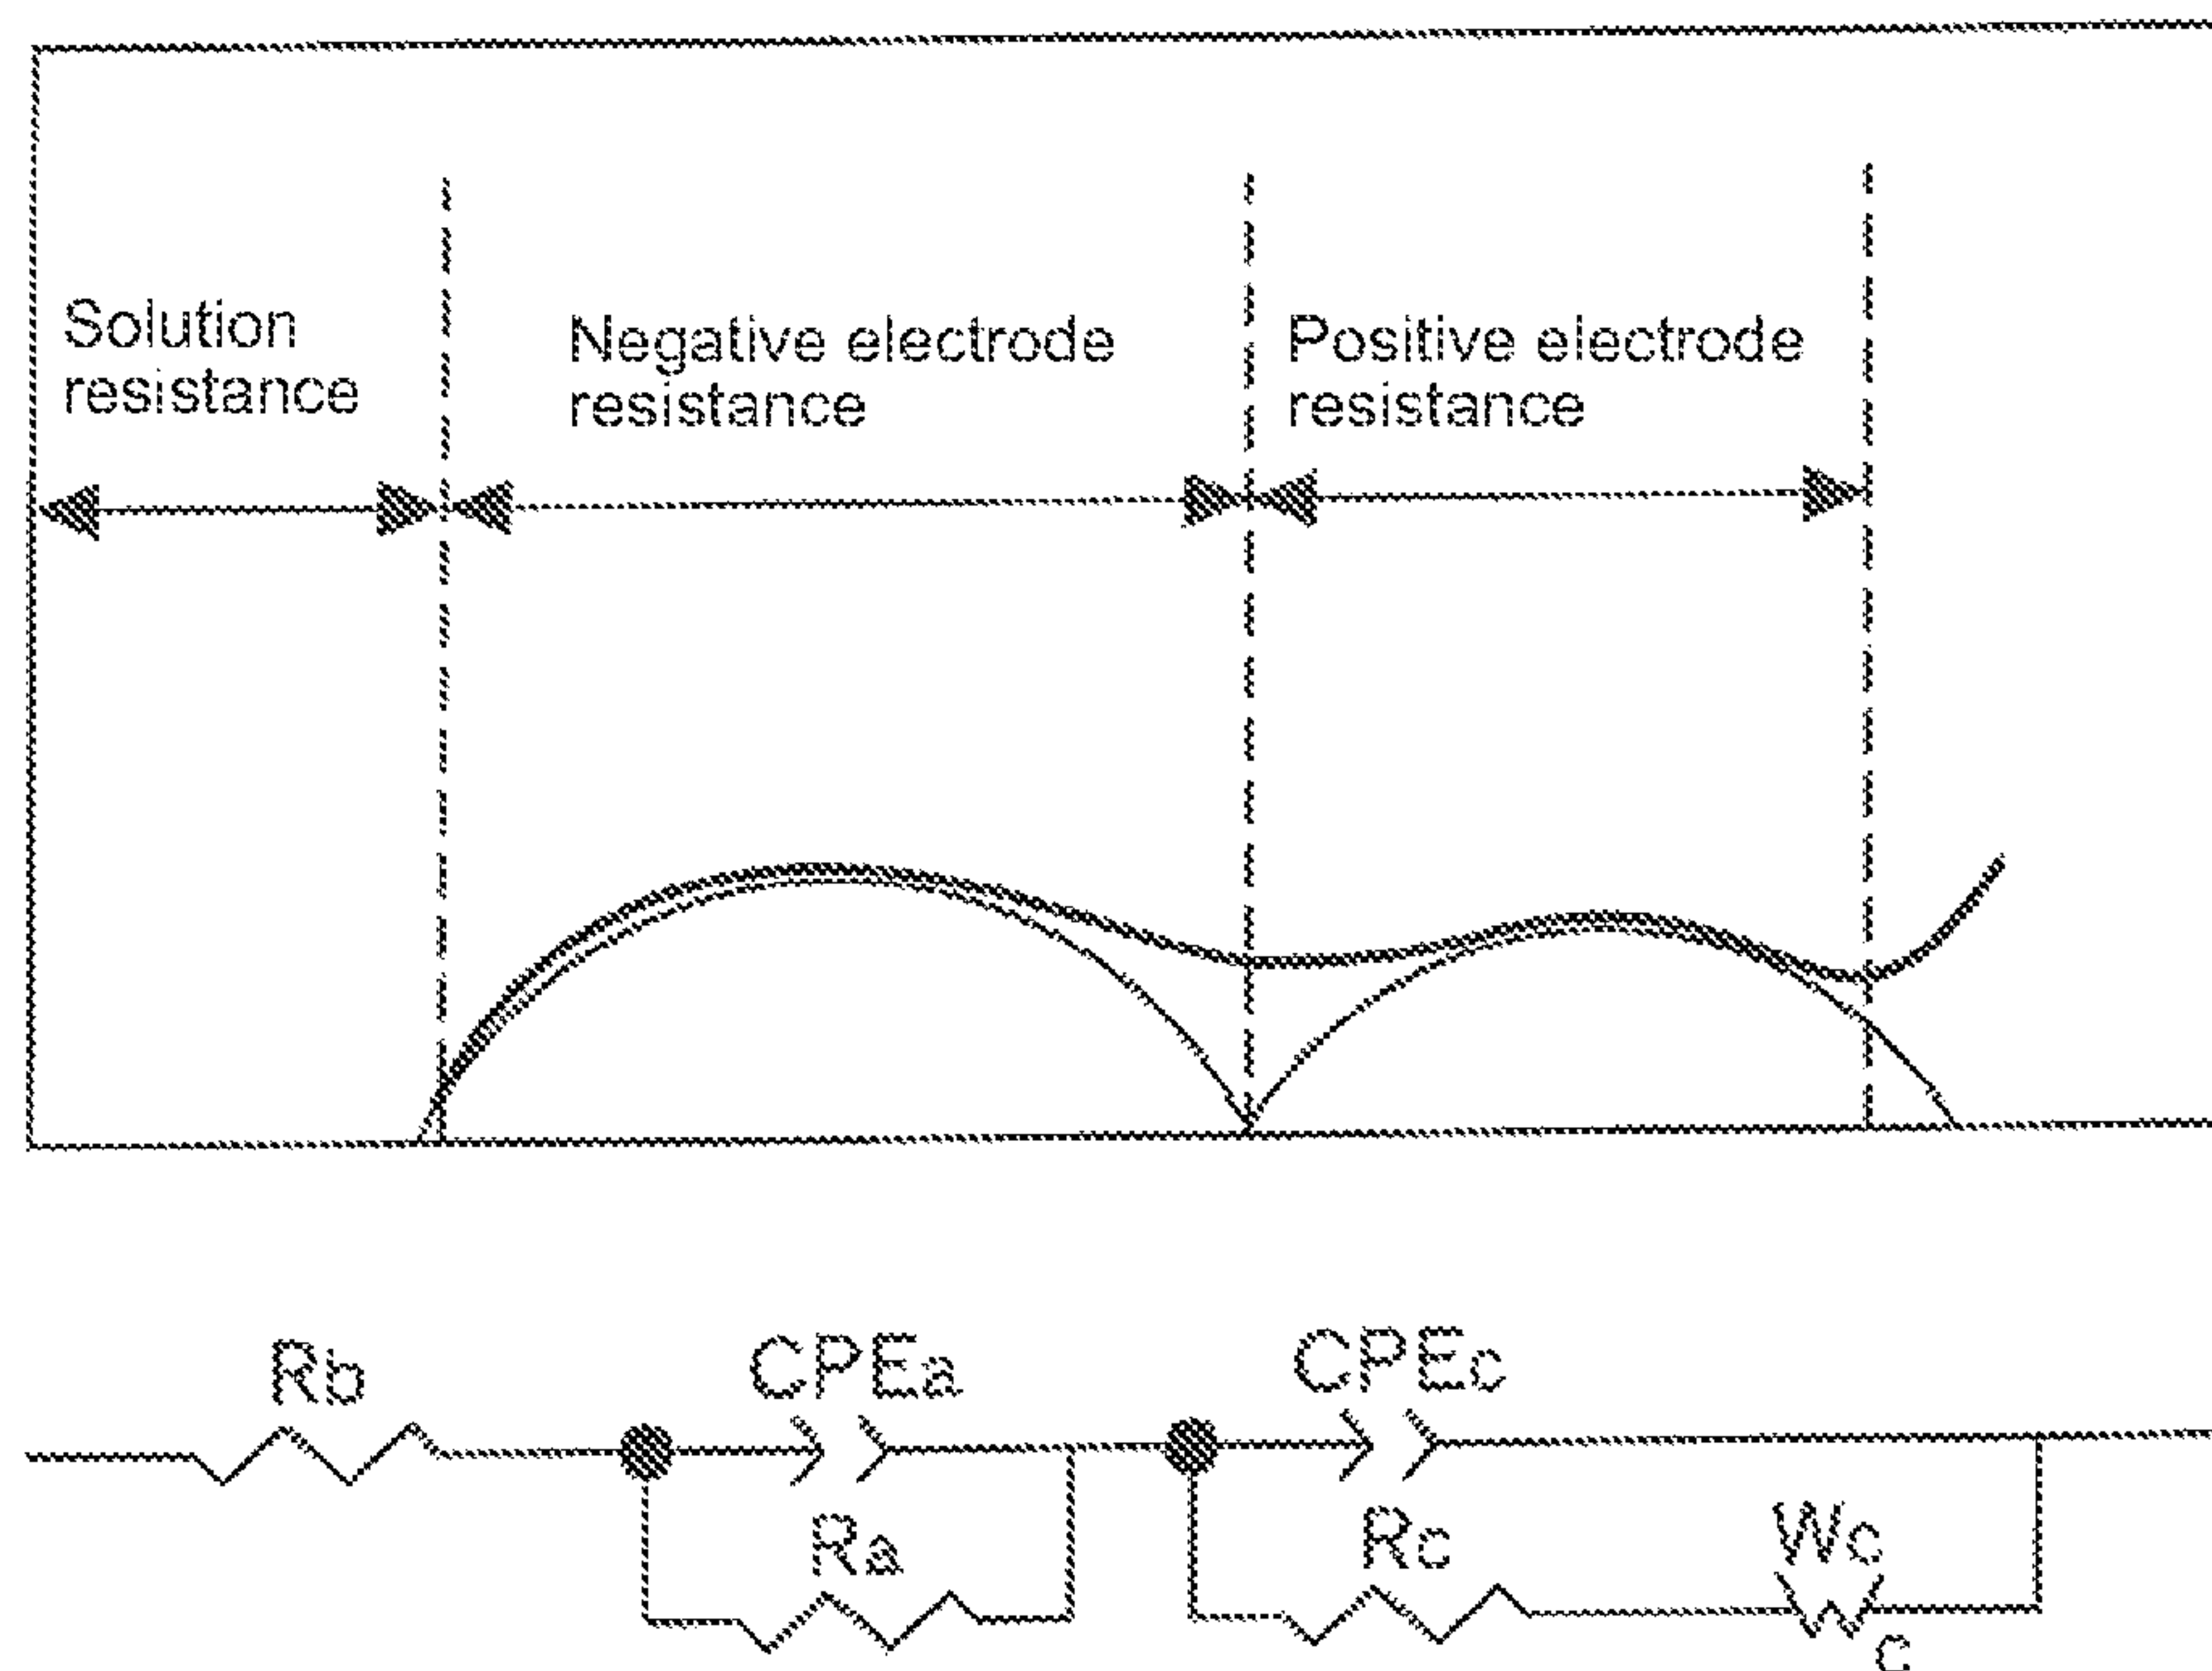 Solution
resistance
Negative electrode
resistance
Positive electrode
resistance
Rb
CPEa
CPEc
Ra
Rc
Wc
c